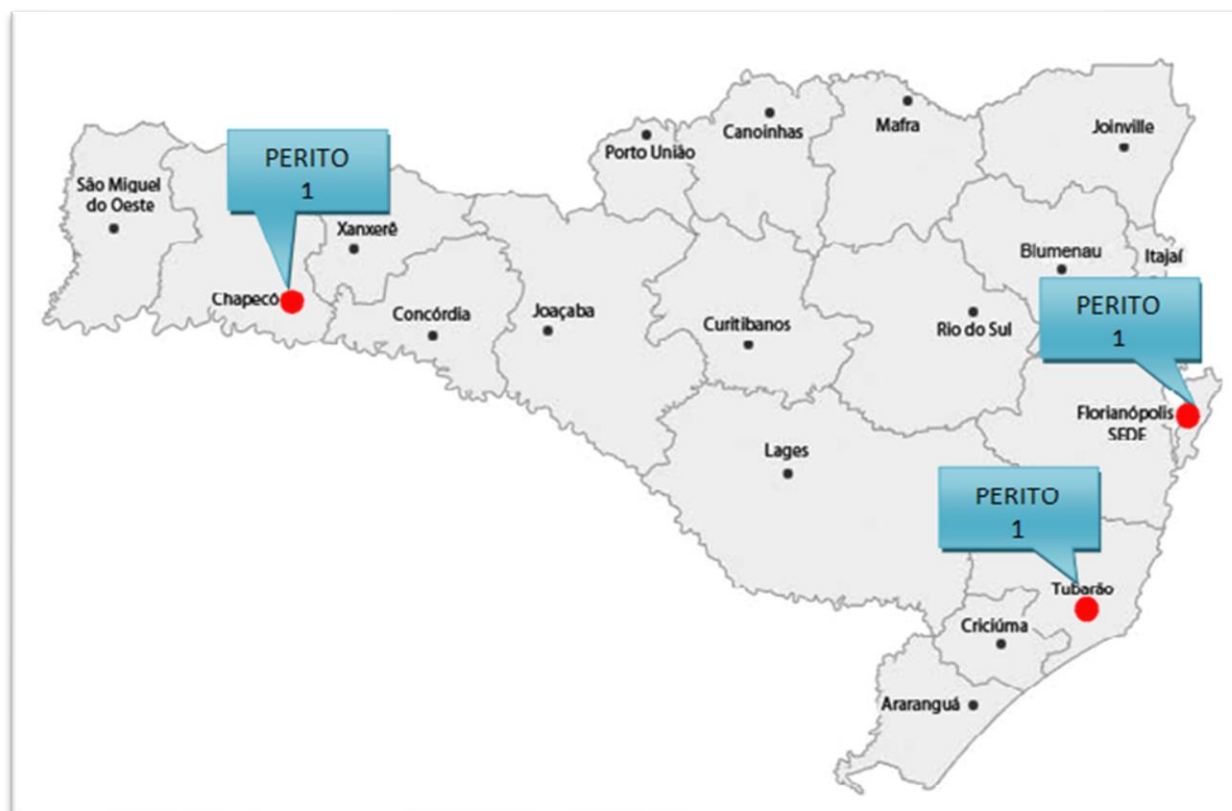 Joinville
Mafra
Canoinhas
Porto União
PERITO
1
São Miguel
do Oeste
Xanxerê
Blumenau
Itajaí
PERITO
1
Chapecó
Concórdia
Joaçaba
Curitibanos
Rio do Sul
Florianópolis
SEDE
Lages
PERITO
1
Tubarão
Criciúma
Araranguá